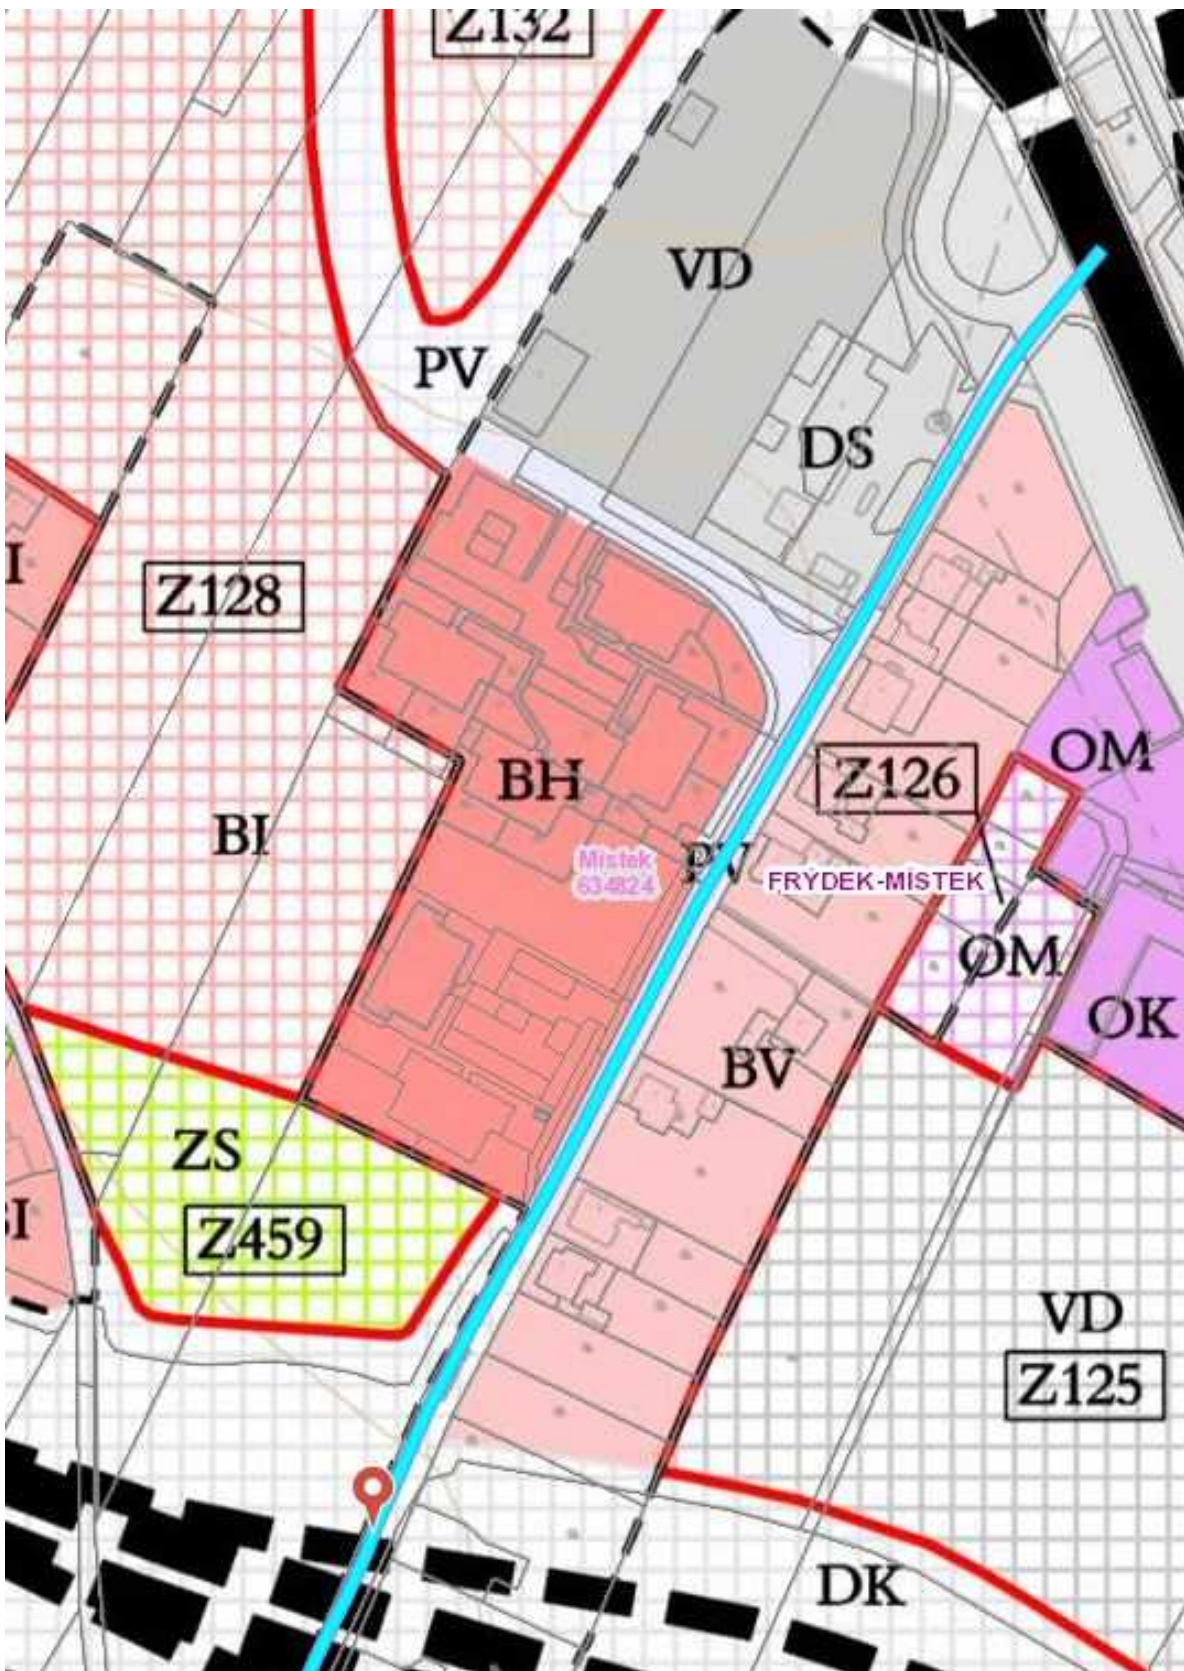 Z132
VD
PV
DS
I
Z128
OM
Z126
BH
BI
Místek
634824
PV
FRÝDEK-MÍSTEK
OM
OK
BV
ZS
Z459
VD
Z125
DK